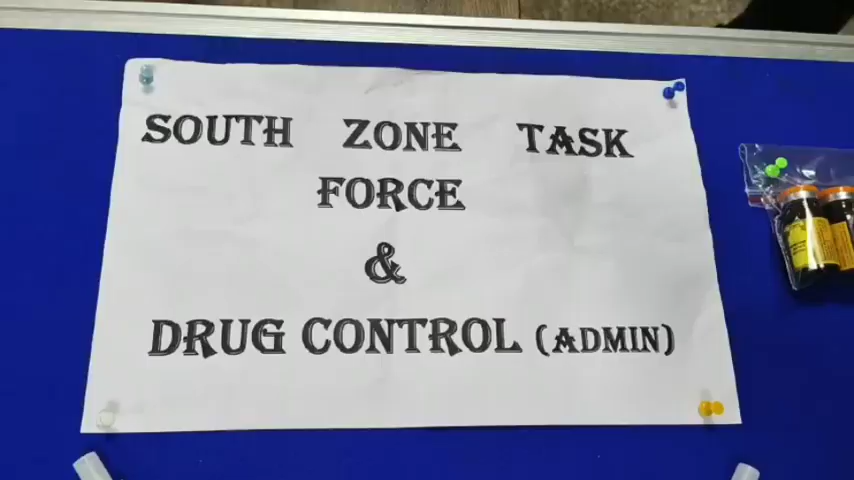 SOUTH ZONE TASK
FORCE
&
DRUG CONTROL (ADMIN)